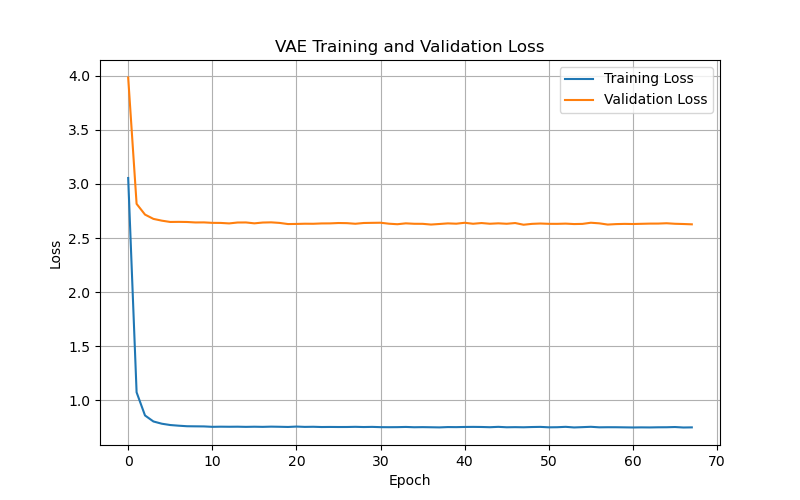 VAE Training and Validation Loss
Training Loss
Validation Loss
4.0
3.5
3.0
2.5
2.0
1.5
1.0
Loss
0 10 20 30 40 50 60 70
Epoch